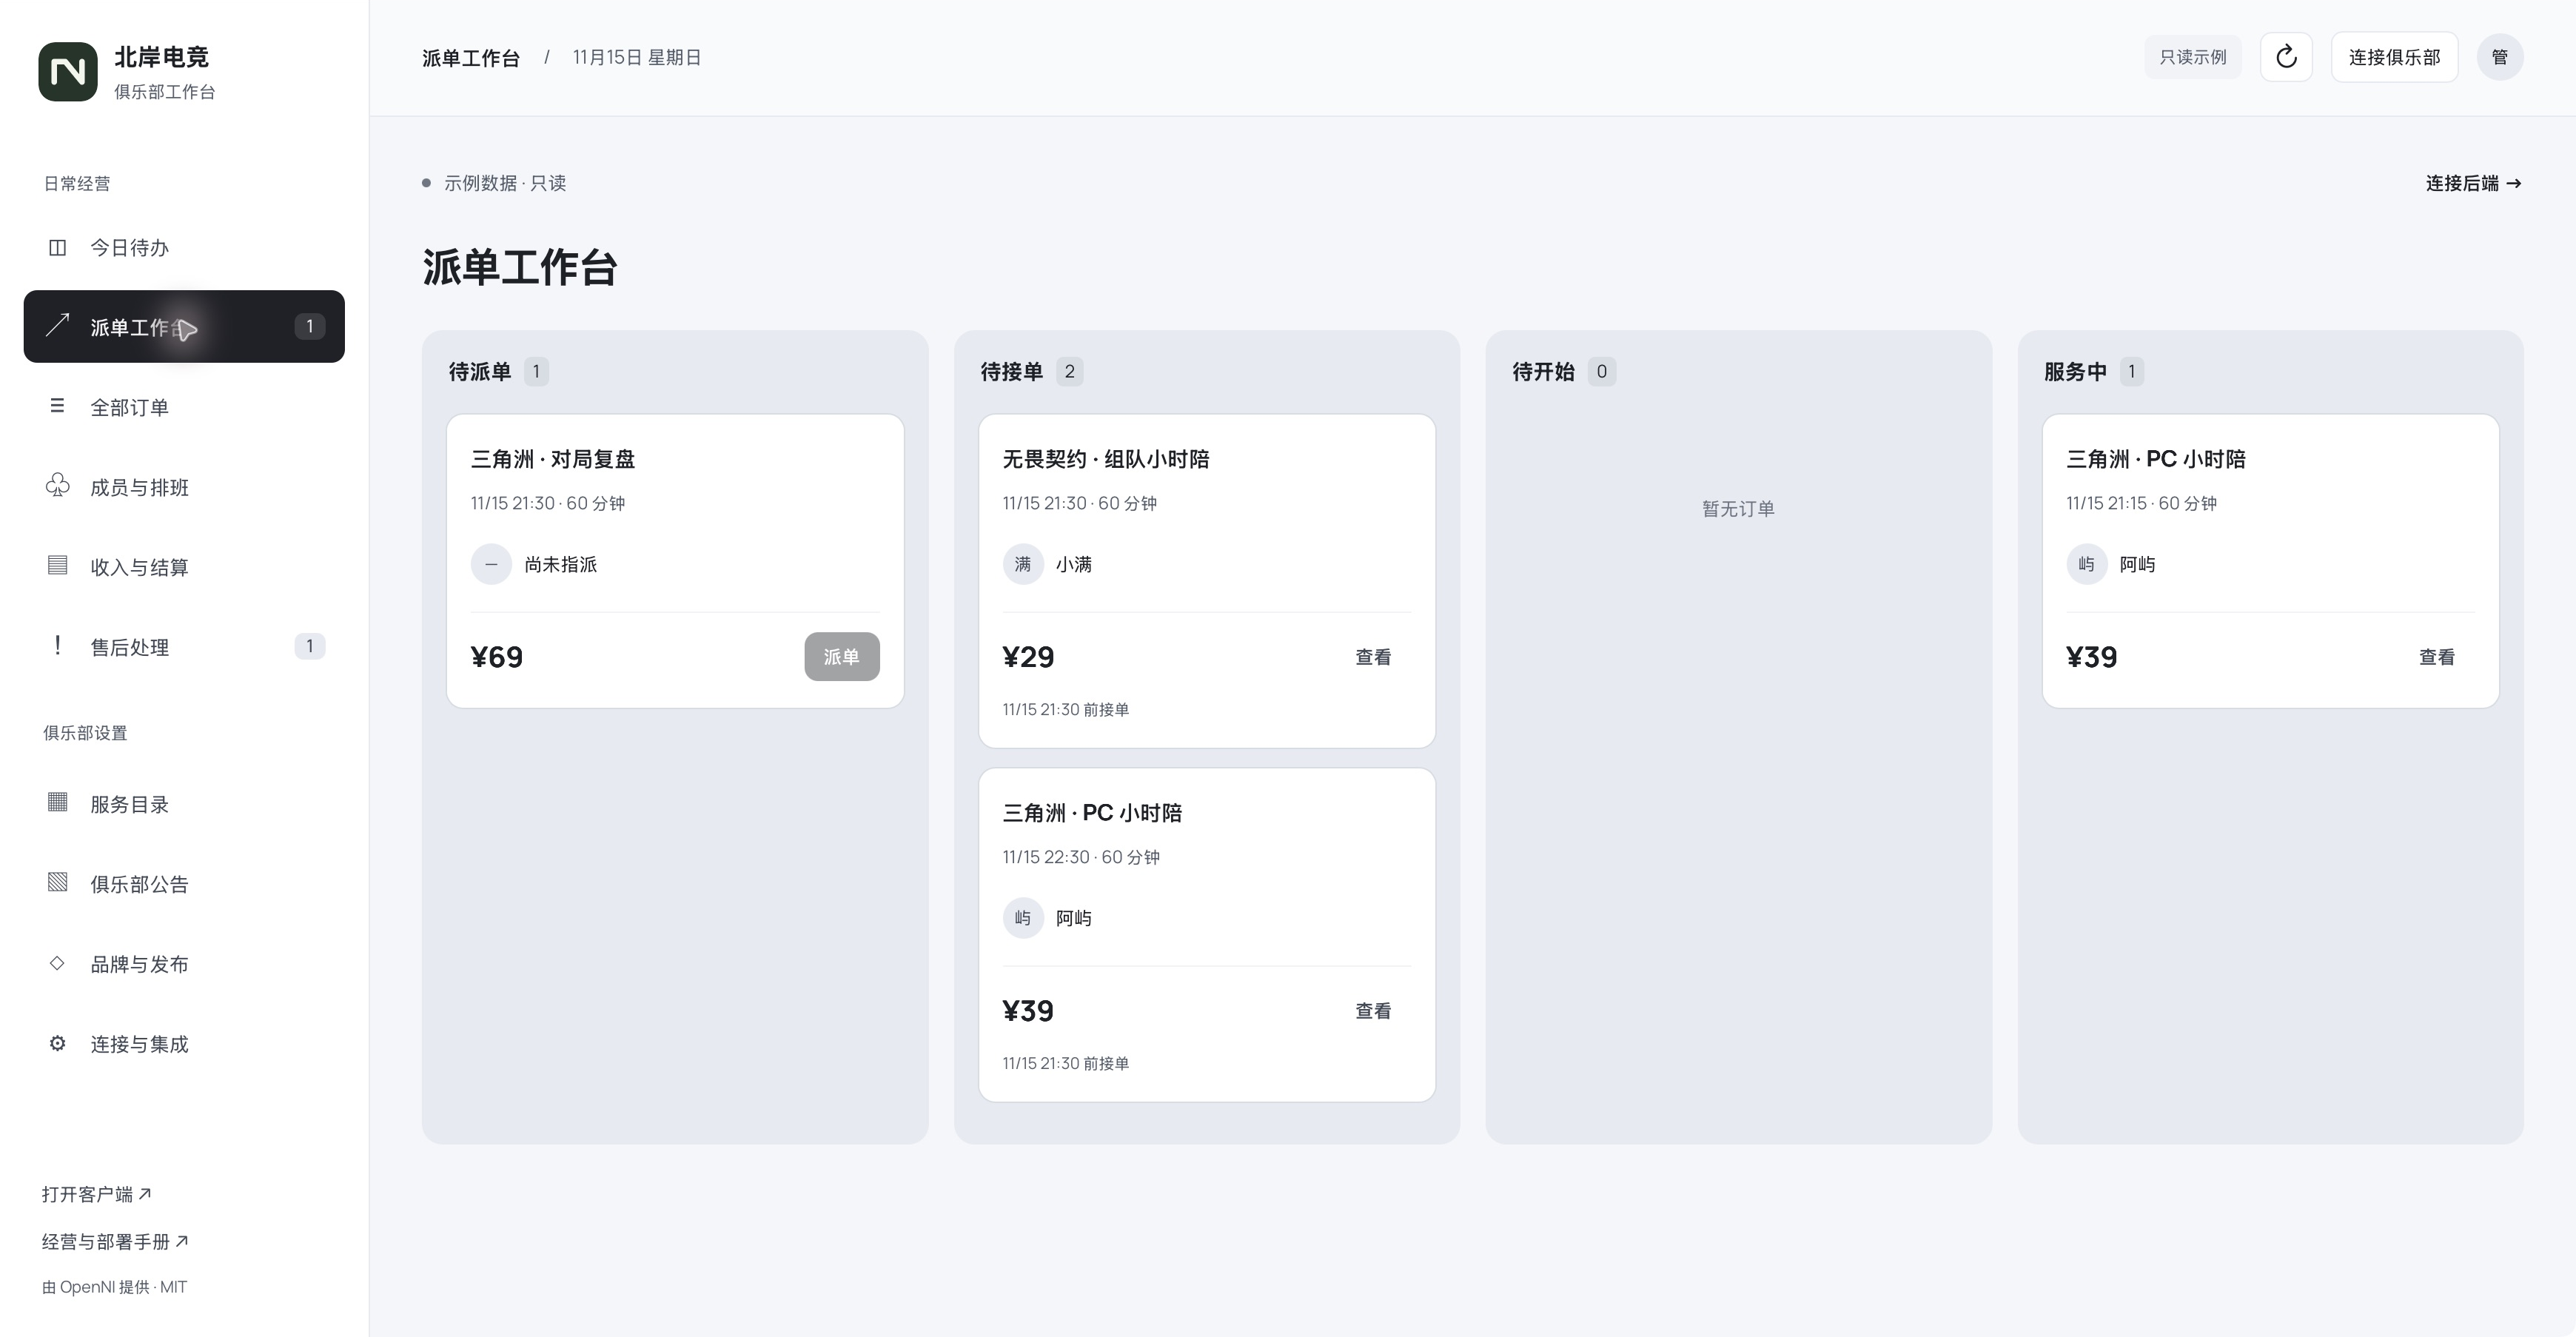 北岸电竞
俱乐部工作台
日常经营
今日待办
派单工作台 1
全部订单
成员与排班
收入与结算
售后处理 1
俱乐部设置
服务目录
俱乐部公告
品牌与发布
连接与集成
打开客户端 ↗
经营与部署手册 ↗
由 OpenNI 提供 · MIT
派单工作台 / 11月15日 星期日
只读示例
连接俱乐部
管
示例数据 · 只读
连接后端 →
派单工作台
待派单 1
三角洲 · 对局复盘
11/15 21:30 · 60 分钟
— 尚未指派
¥69 派单
待接单 2
无畏契约 · 组队小时陪
11/15 21:30 · 60 分钟
满 小满
¥29 查看
11/15 21:30 前接单
三角洲 · PC 小时陪
11/15 22:30 · 60 分钟
屿 阿屿
¥39 查看
11/15 21:30 前接单
待开始 0
暂无订单
服务中 1
三角洲 · PC 小时陪
11/15 21:15 · 60 分钟
屿 阿屿
¥39 查看